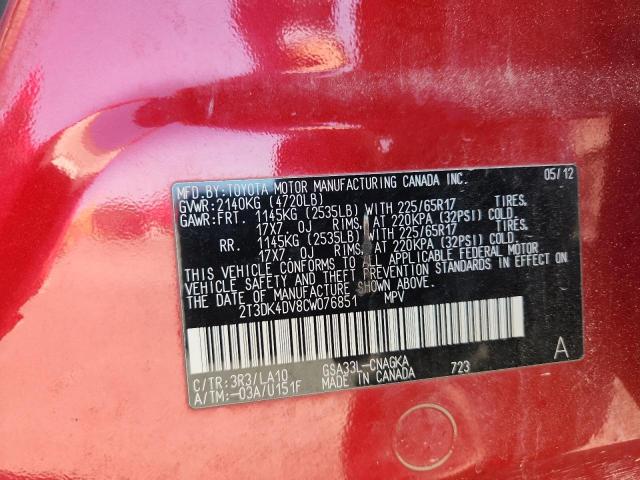 MFD.BY:TOYOTA MOTOR MANUFACTURING CANADA INC. 05/12
GVWR:2140KG (4720LB)
GAWR:FRT. 1145KG (2535LB) WITH 225/65R17 TIRES,
17X7. 0J RIMS, AT 220KPA (32PSI) COLD.
RR. 1145KG (2535LB) WITH 225/65R17 TIRES,
17X7. 0J RIMS, AT 220KPA (32PSI) COLD.
THIS VEHICLE CONFORMS TO ALL APPLICABLE FEDERAL MOTOR
VEHICLE SAFETY AND THEFT PREVENTION STANDARDS IN EFFECT ON
THE DATE OF MANUFACTURE SHOWN ABOVE.
2T3DK4DV8CW076851 MPV
C/TR:3R3/LA10 GSA33L-CNAGKA A
A/TM:-03A/U151F MADE IN CANADA 723